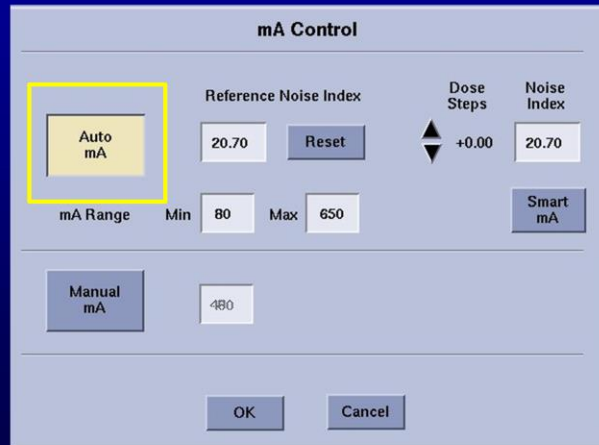 mA Control
Reference Noise Index
Dose
Steps
Noise
Index
Auto
mA
20.70
Reset
+0.00
20.70
mA Range
Min
80
Max
650
Smart
mA
Manual
mA
480
OK
Cancel